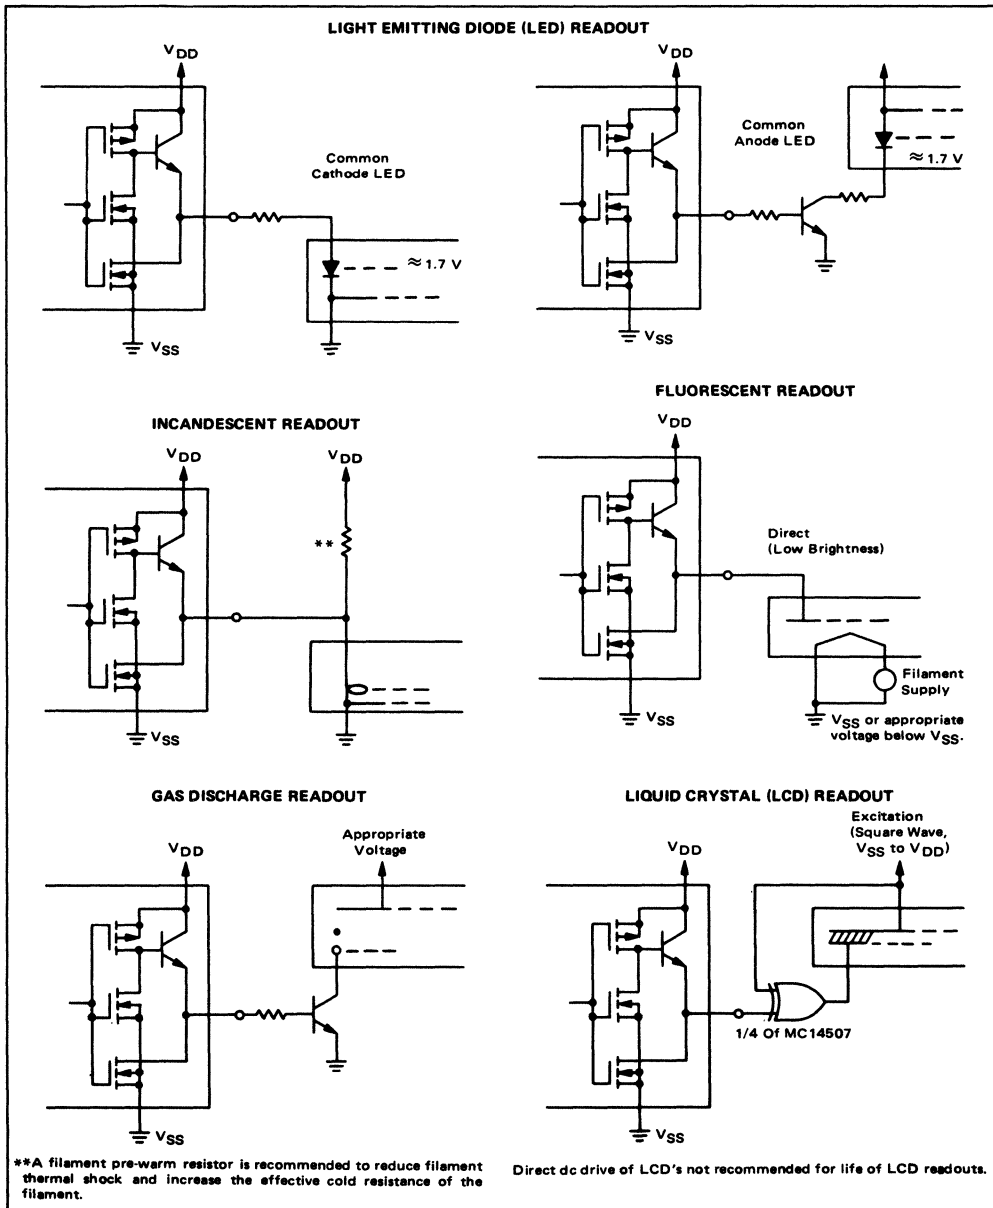 LIGHT EMITTING DIODE (LED) READOUT
VDD
Common
Cathode LED
≈ 1.7 V
VSS
VDD
Common
Anode LED
≈ 1.7 V
VSS
INCANDESCENT READOUT
VDD
VDD
**
VSS
FLUORESCENT READOUT
VDD
Direct
(Low Brightness)
Filament
Supply
VSS
VSS or appropriate
voltage below VSS.
GAS DISCHARGE READOUT
Appropriate
Voltage
VDD
VSS
LIQUID CRYSTAL (LCD) READOUT
Excitation
(Square Wave,
VSS to VDD)
VDD
1/4 Of MC14507
VSS
**A filament pre-warm resistor is recommended to reduce filament
thermal shock and increase the effective cold resistance of the
filament.
Direct dc drive of LCD's not recommended for life of LCD readouts.